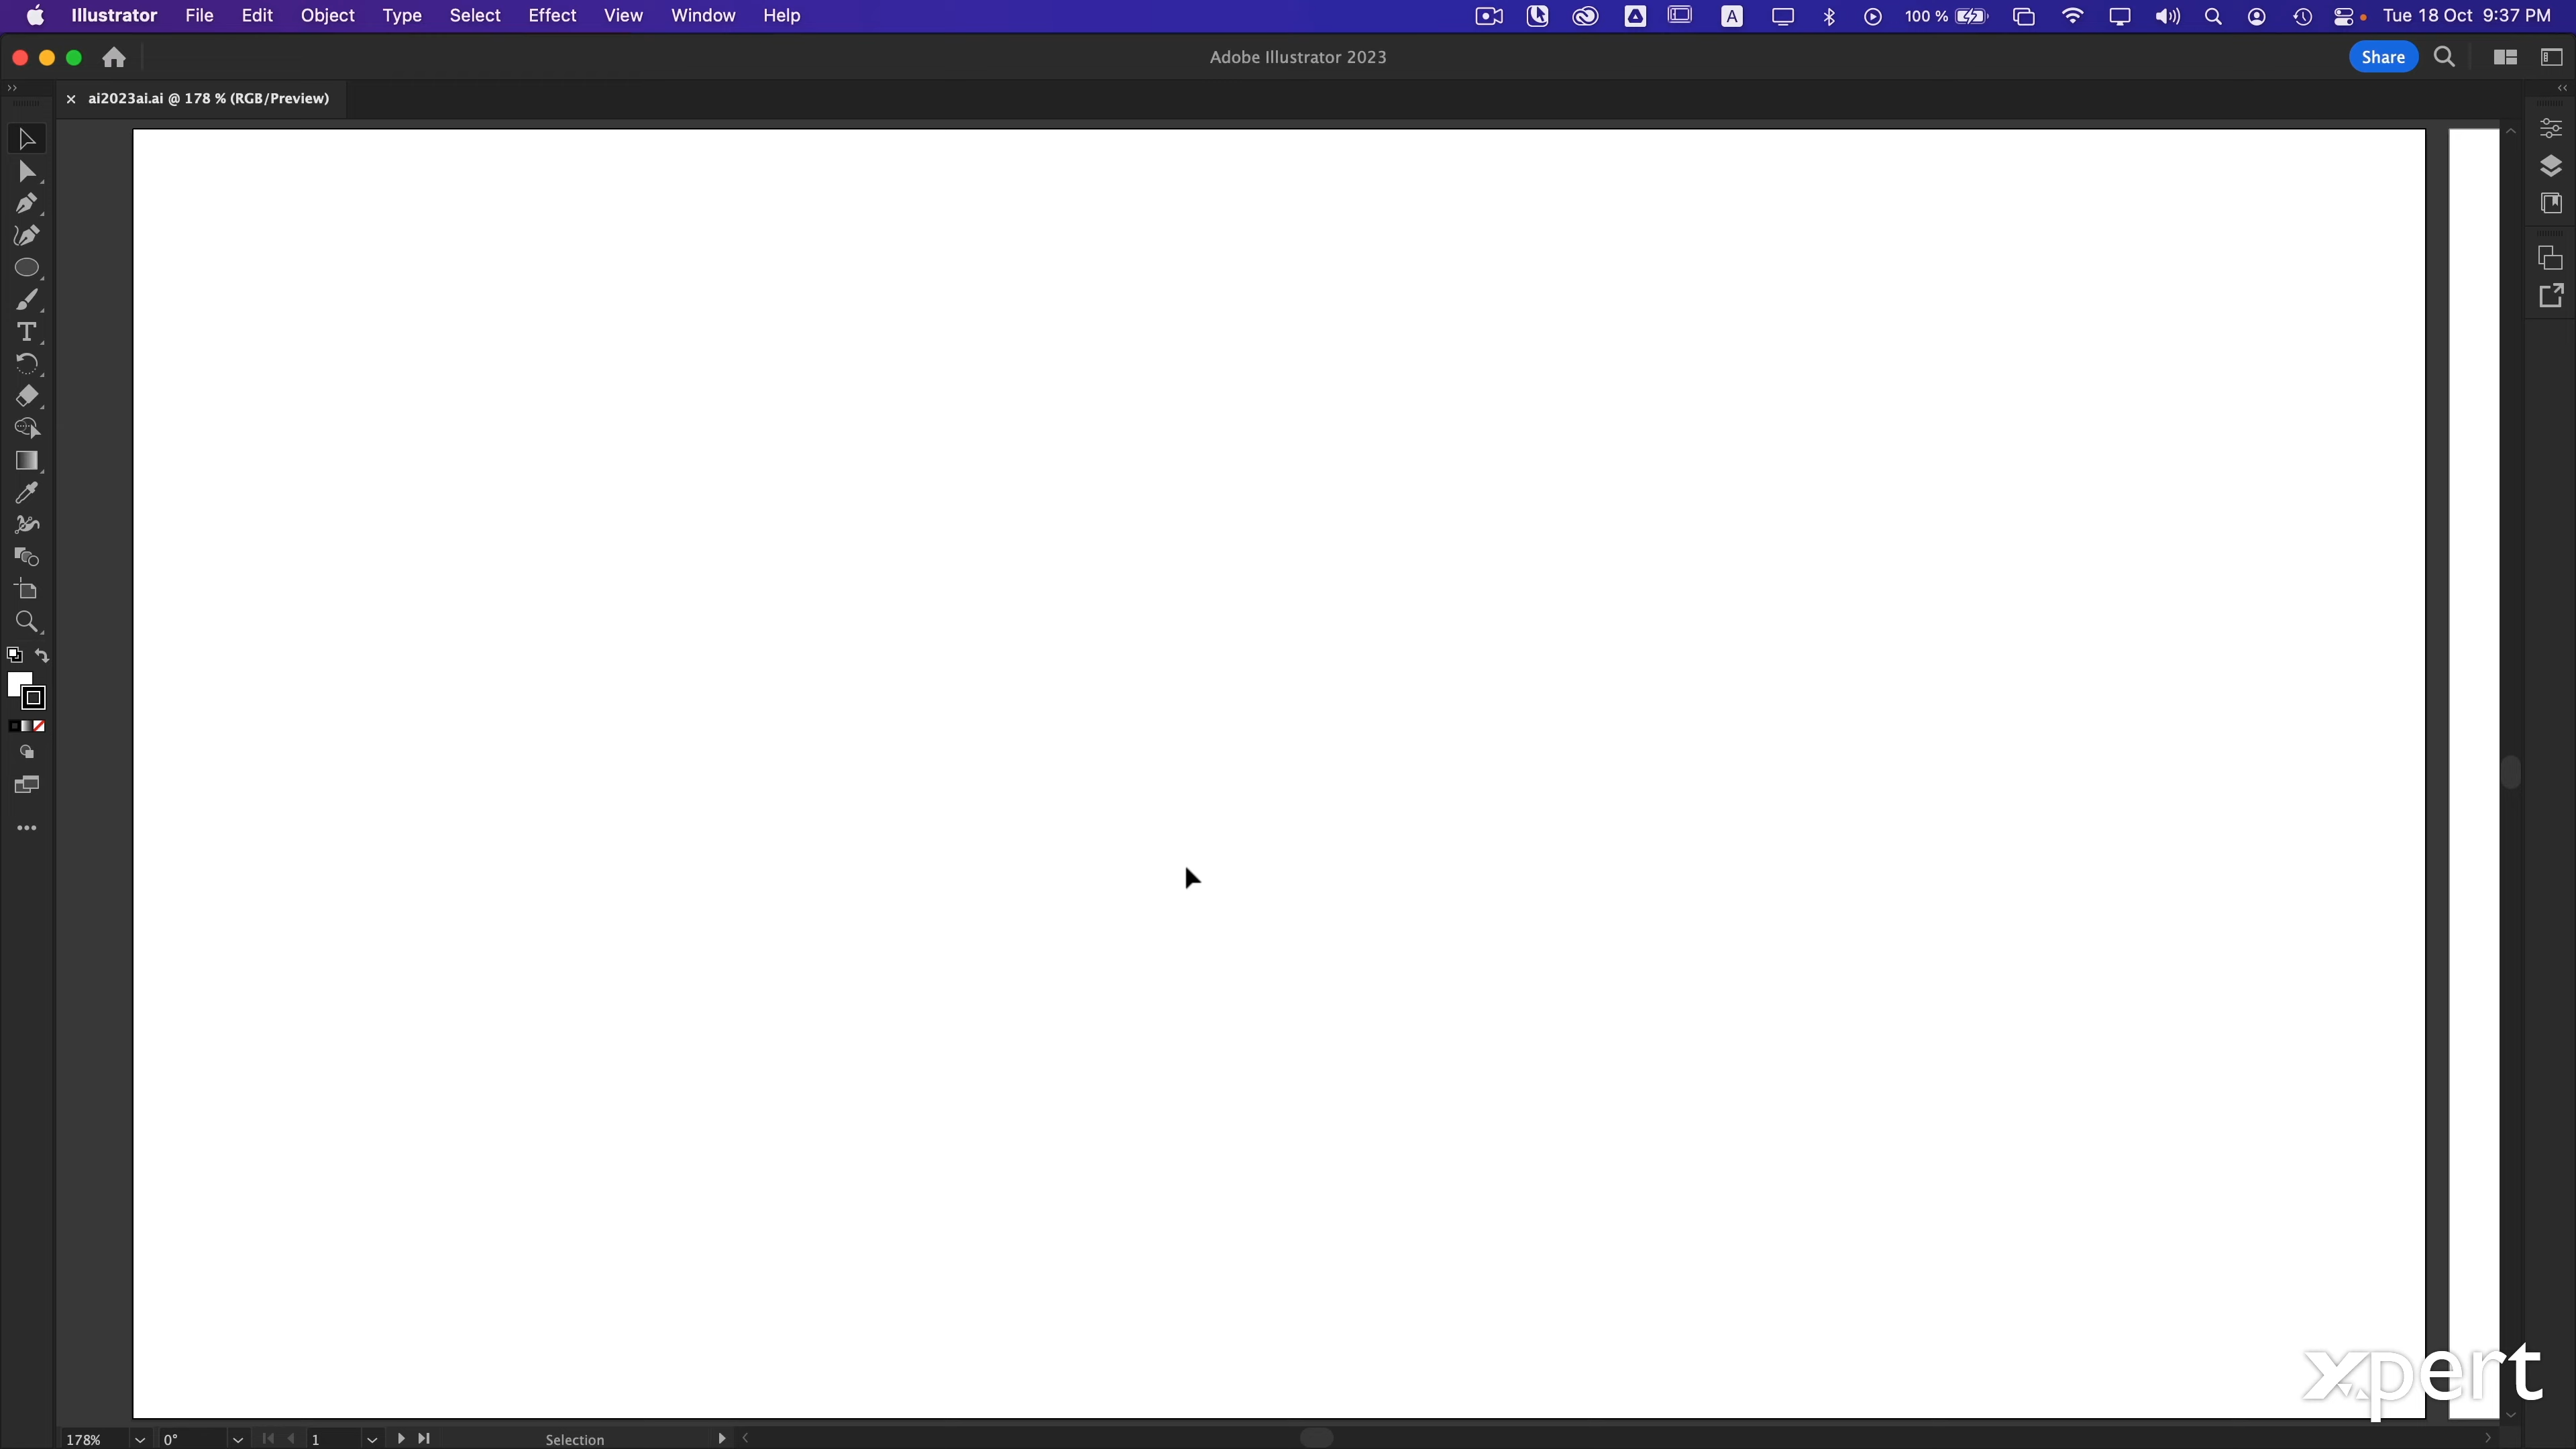 Illustrator File Edit Object Type Select Effect View Window Help
A 100 % Tue 18 Oct 9:37 PM
Adobe Illustrator 2023
Share
× ai2023ai.ai @ 178 % (RGB/Preview)
T
xpert
178% 0° 1 Selection